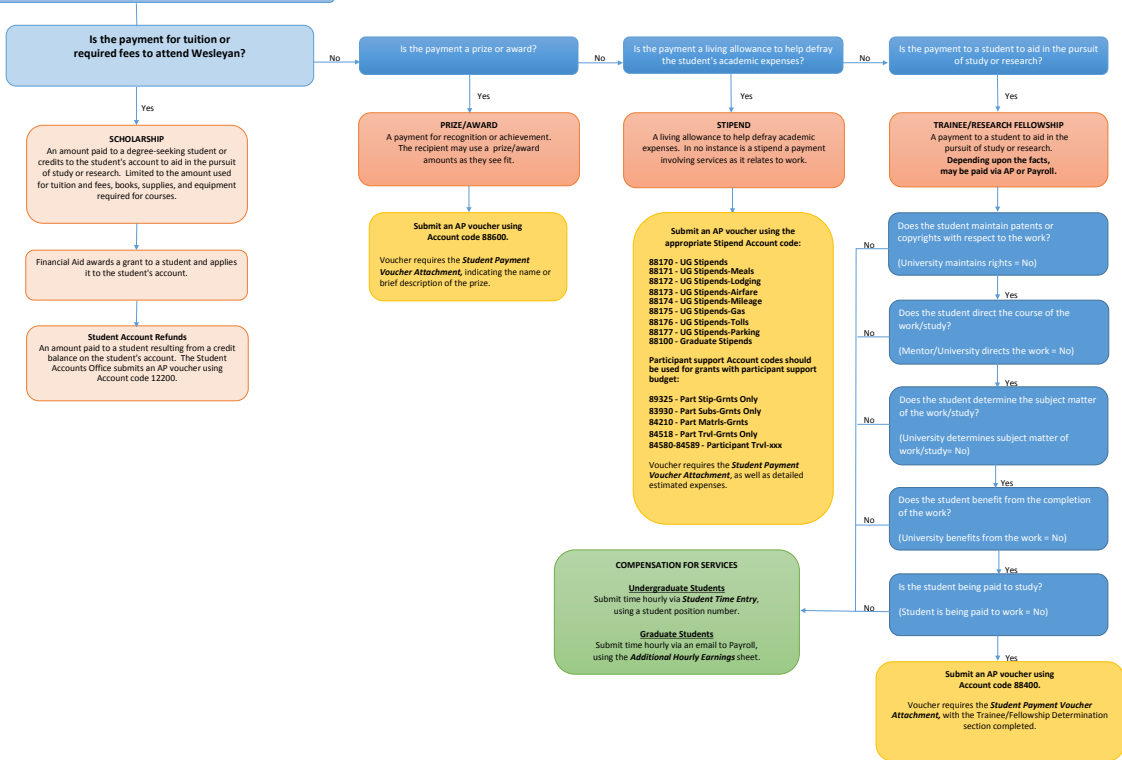 Is the payment for tuition or
required fees to attend Wesleyan?
No
Is the payment a prize or award?
No
Is the payment a living allowance to help defray
the student's academic expenses?
No
Is the payment to a student to aid in the pursuit
of study or research?
Yes
Yes
Yes
Yes
SCHOLARSHIP
An amount paid to a degree-seeking student or
credits to the student's account to aid in the pursuit
of study or research. Limited to the amount used
for tuition and fees, books, supplies, and equipment
required for courses.
Financial Aid awards a grant to a student and applies
it to the student's account.
Student Account Refunds
An amount paid to a student resulting from a credit
balance on the student's account. The Student
Accounts Office submits an AP voucher using
Account code 12200.
PRIZE/AWARD
A payment for recognition or achievement.
The recipient may use a prize/award
amounts as they see fit.
Submit an AP voucher using
Account code 88600.
Voucher requires the Student Payment
Voucher Attachment, indicating the name or
brief description of the prize.
STIPEND
A living allowance to help defray academic
expenses. In no instance is a stipend a payment
involving services as it relates to work.
Submit an AP voucher using the
appropriate Stipend Account code:
88170 - UG Stipends
88171 - UG Stipends-Meals
88172 - UG Stipends-Lodging
88173 - UG Stipends-Airfare
88174 - UG Stipends-Mileage
88175 - UG Stipends-Gas
88176 - UG Stipends-Tolls
88177 - UG Stipends-Parking
88100 - Graduate Stipends
Participant support Account codes should
be used for grants with participant support
budget:
89325 - Part Stip-Grnts Only
83930 - Part Subs-Grnts Only
84210 - Part Matrls-Grnts
84518 - Part Trvl-Grnts Only
84580-84589 - Participant Trvl-xxx
Voucher requires the Student Payment
Voucher Attachment, as well as detailed
estimated expenses.
TRAINEE/RESEARCH FELLOWSHIP
A payment to a student to aid in the
pursuit of study or research.
Depending upon the facts,
may be paid via AP or Payroll.
Does the student maintain patents or
copyrights with respect to the work?
(University maintains rights = No)
No
Yes
Does the student direct the course of the
work/study?
(Mentor/University directs the work = No)
No
Yes
Does the student determine the subject matter
of the work/study?
(University determines subject matter of
work/study= No)
No
Yes
Does the student benefit from the completion
of the work?
(University benefits from the work = No)
No
Yes
Is the student being paid to study?
(Student is being paid to work = No)
No
Yes
COMPENSATION FOR SERVICES
Undergraduate Students
Submit time hourly via Student Time Entry,
using a student position number.
Graduate Students
Submit time hourly via an email to Payroll,
using the Additional Hourly Earnings sheet.
Submit an AP voucher using
Account code 88400.
Voucher requires the Student Payment Voucher
Attachment, with the Trainee/Fellowship Determination
section completed.